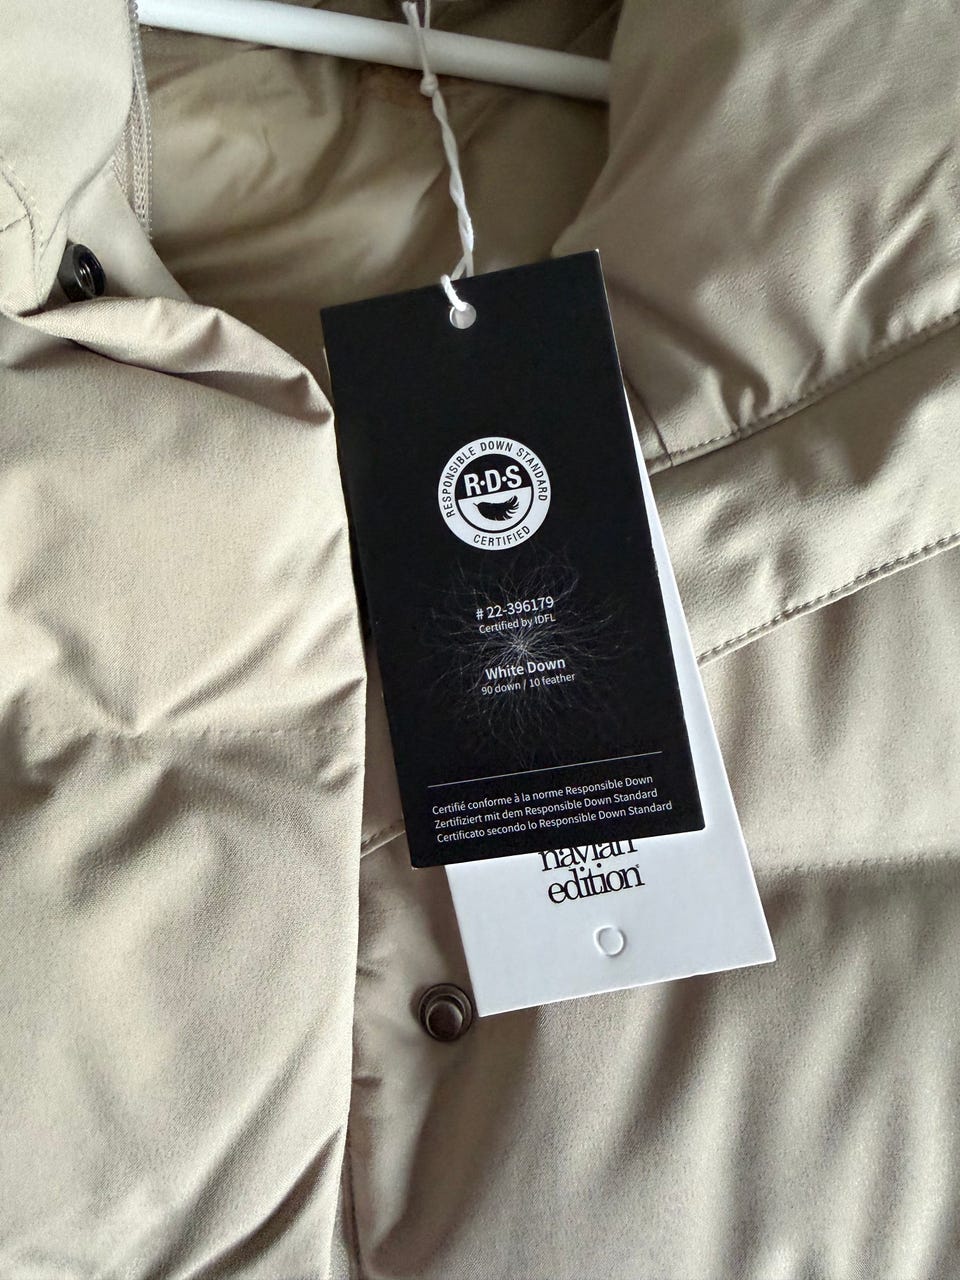 RESPONSIBLE DOWN STANDARD
R·D·S
CERTIFIED
# 22-396179
Certified by IDFL
White Down
90 down / 10 feather
Certifié conforme à la norme Responsible Down
Zertifiziert mit dem Responsible Down Standard
Certificato secondo lo Responsible Down Standard
navian
edition